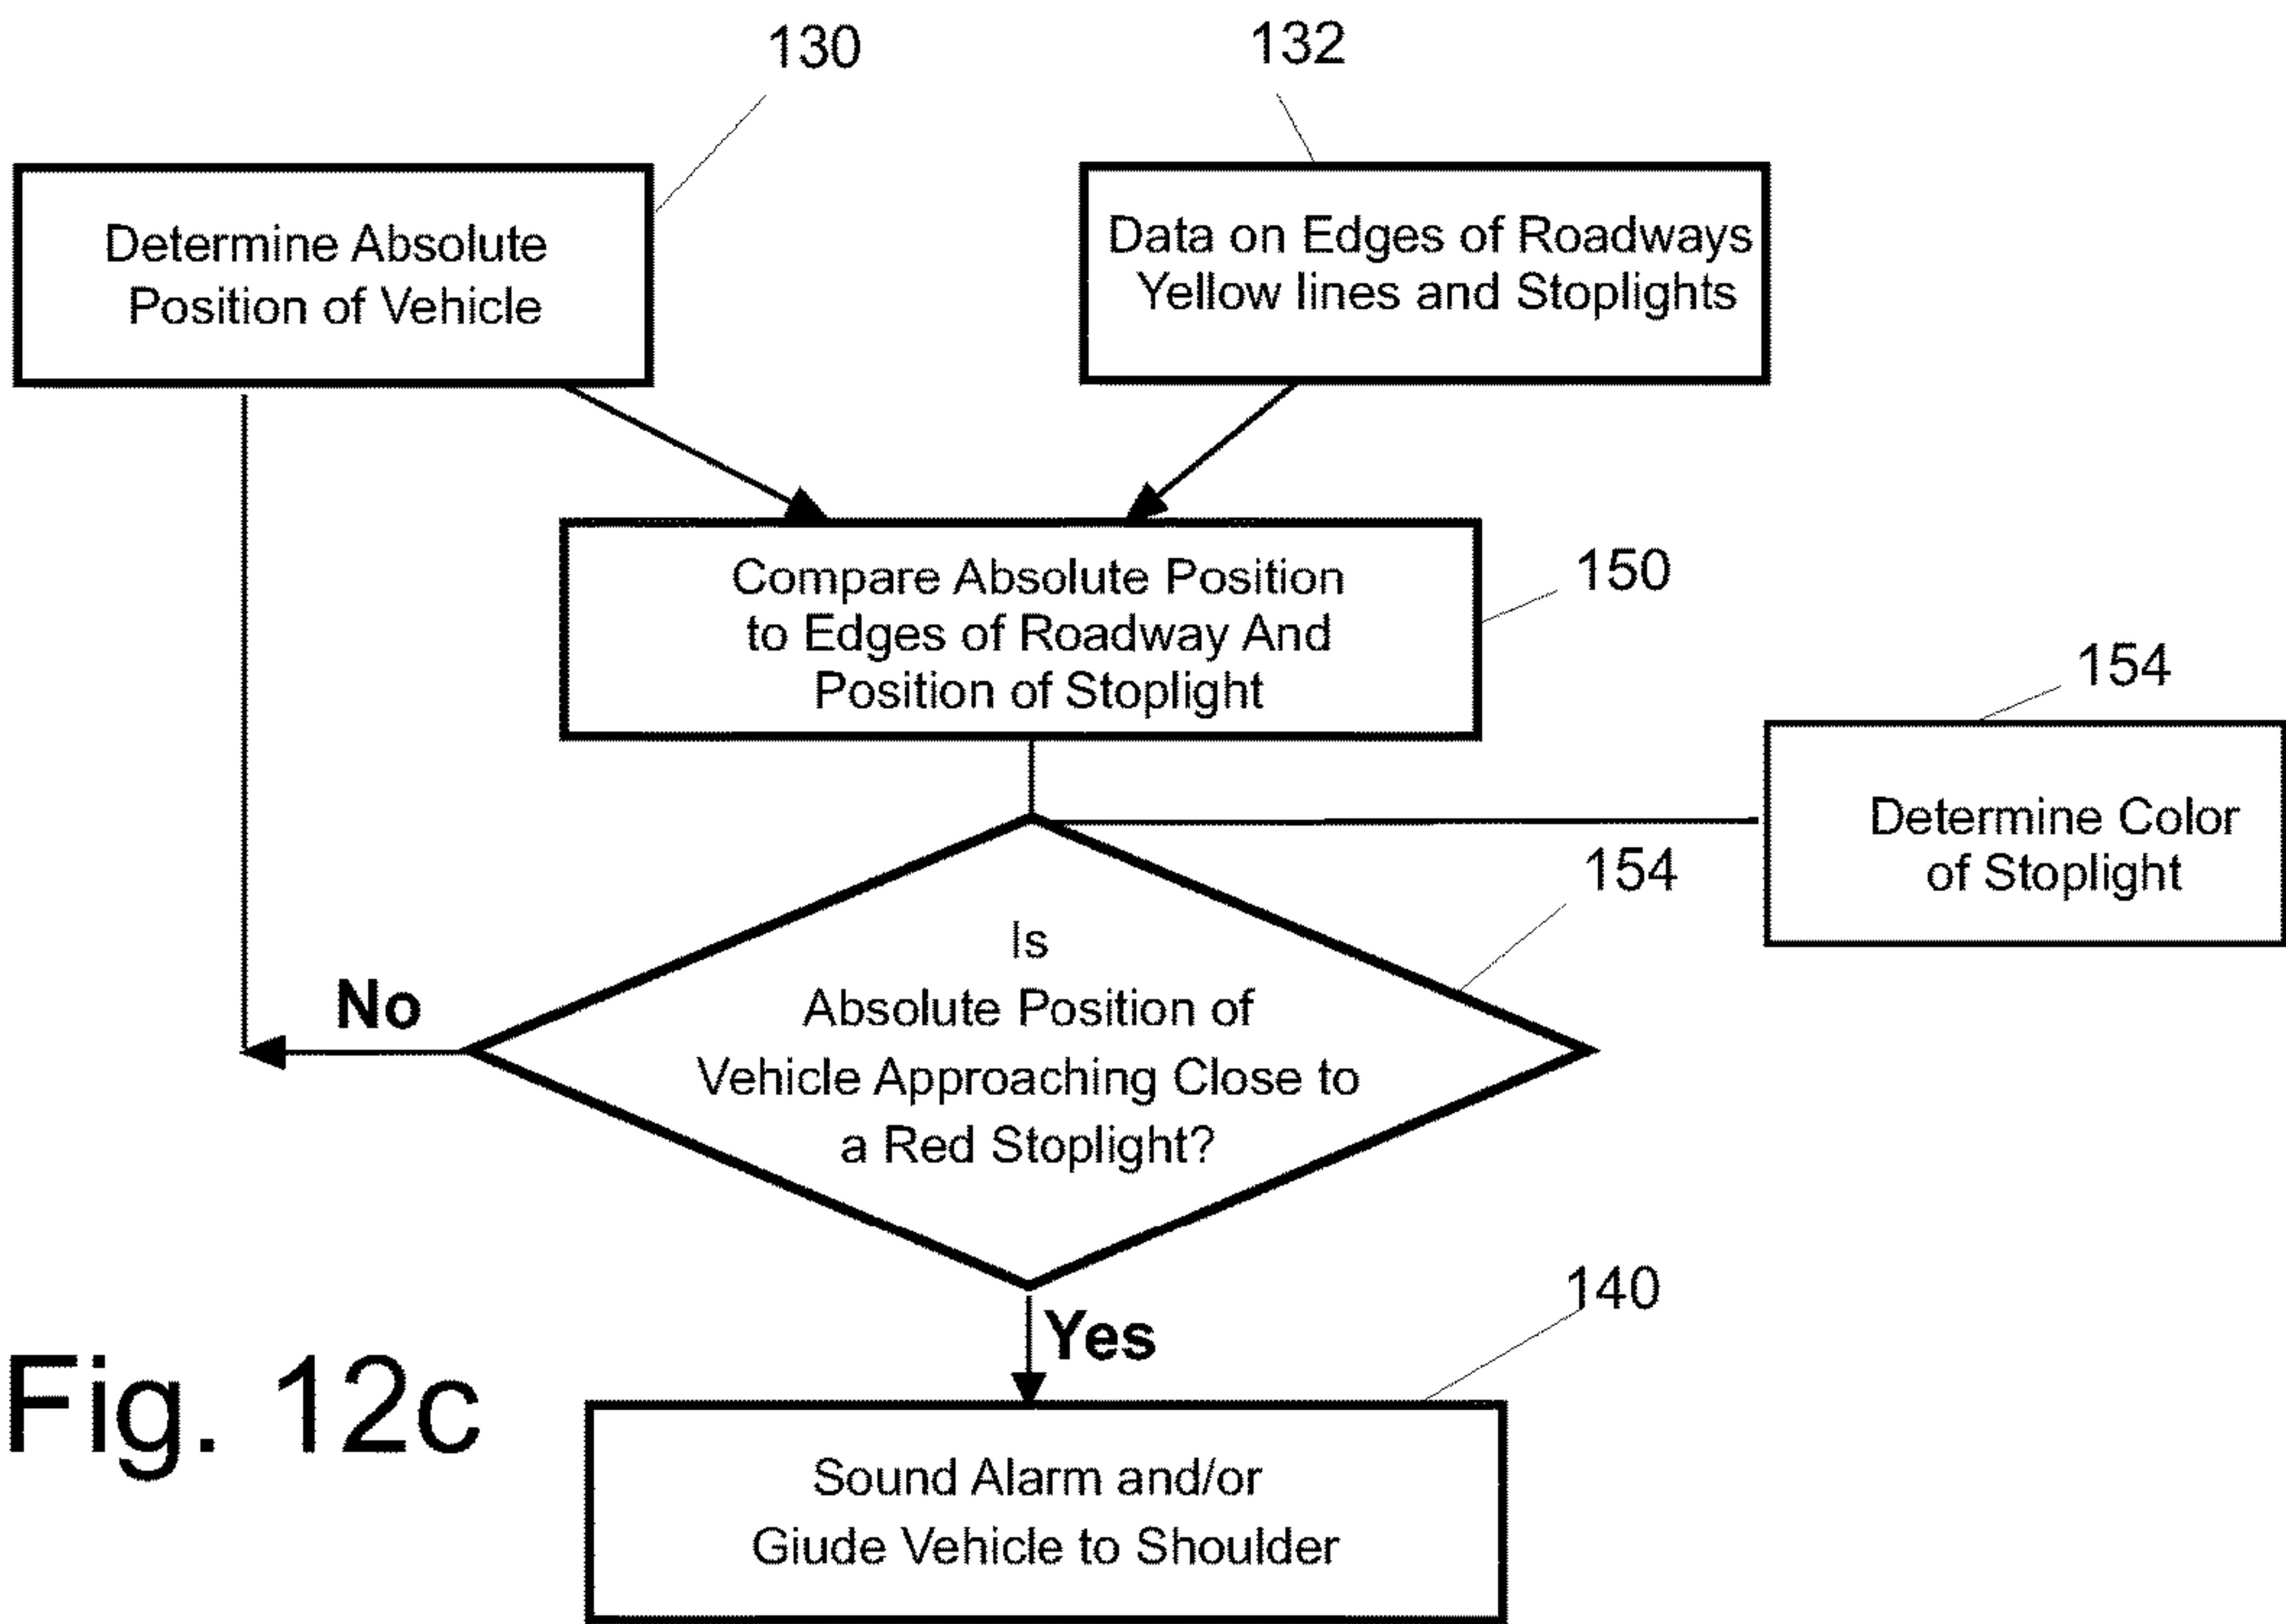 130
132
Determine Absolute
Position of Vehicle
Data on Edges of Roadways
Yellow lines and Stoplights
Compare Absolute Position
to Edges of Roadway And
Position of Stoplight
150
154
Determine Color
of Stoplight
154
Is
Absolute Position of
Vehicle Approaching Close to
a Red Stoplight?
No
Yes
140
Sound Alarm and/or
Giude Vehicle to Shoulder
Fig. 12c